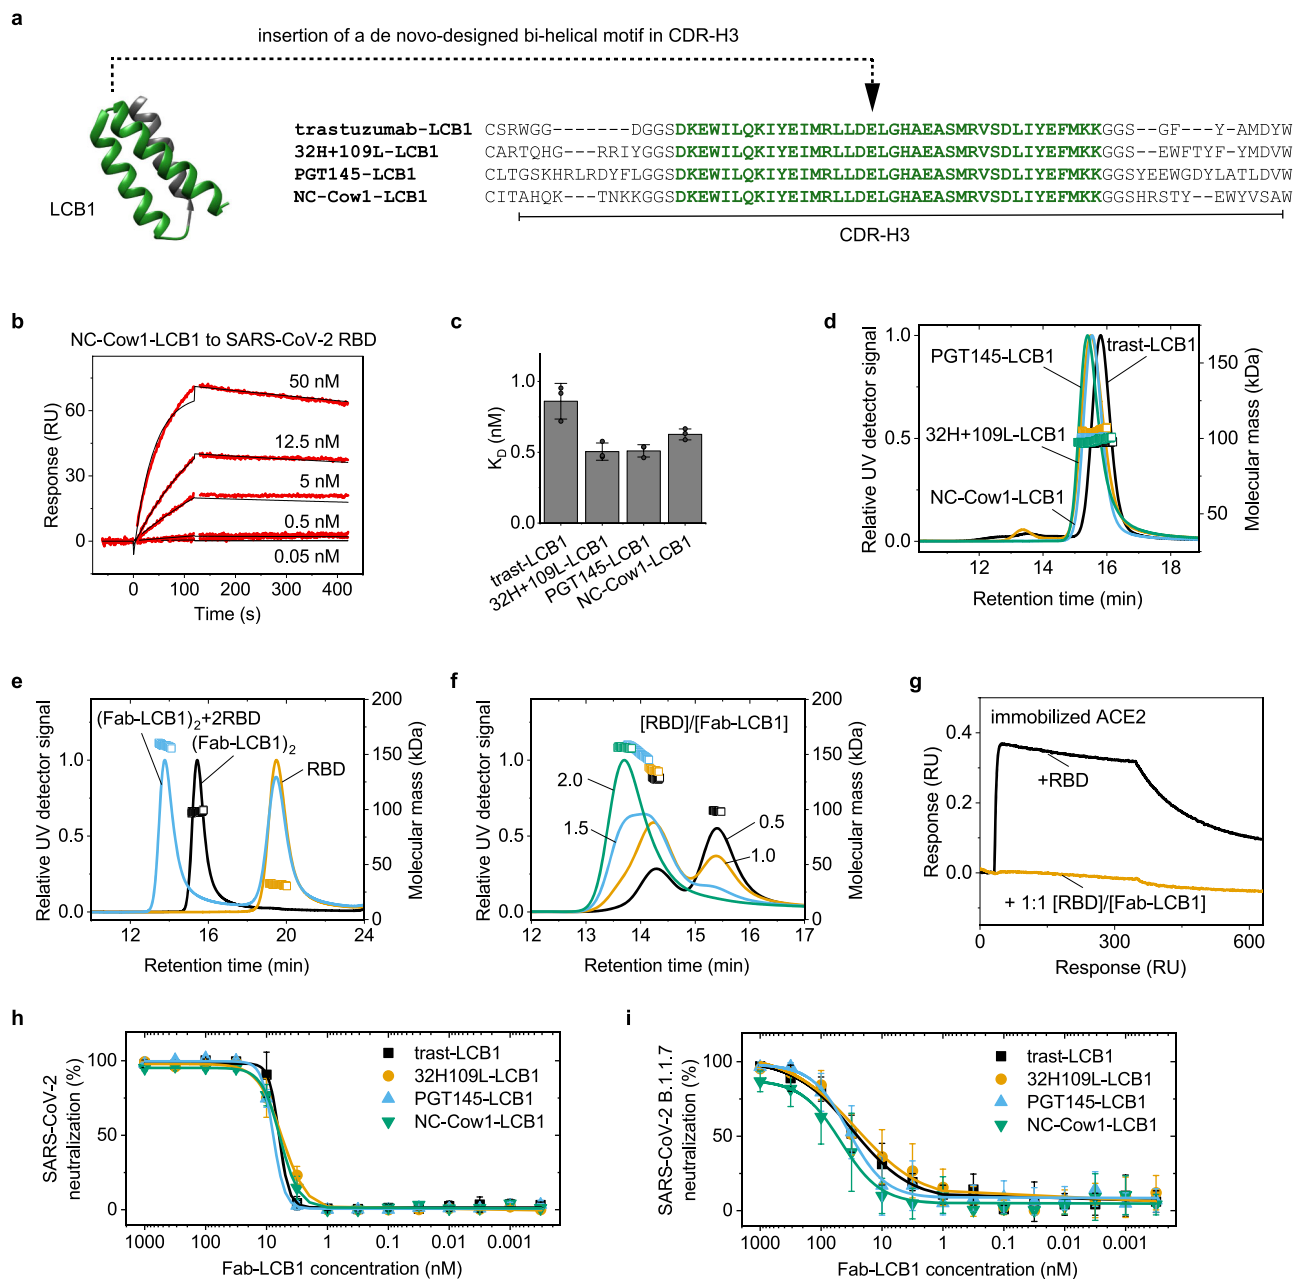 a
insertion of a de novo-designed bi-helical motif in CDR-H3
LCB1
trastuzumab-LCB1 CSRWGG-------DGGSDKEWILQKIYEIMRLLDELGHAEASMRVSDLIYEFMKKGGS--GF---Y-AMDYW
32H+109L-LCB1 CARTQHG---RRIYGGSDKEWILQKIYEIMRLLDELGHAEASMRVSDLIYEFMKKGGS--EWFTYF-YMDVW
PGT145-LCB1 CLTGSKHRLRDYFLGGSDKEWILQKIYEIMRLLDELGHAEASMRVSDLIYEFMKKGGSYEEWGDYLATLDVW
NC-Cow1-LCB1 CITAHQK---TNKKGGSDKEWILQKIYEIMRLLDELGHAEASMRVSDLIYEFMKKGGSHRSTY--EWYVSAW
CDR-H3
b
NC-Cow1-LCB1 to SARS-CoV-2 RBD
Response (RU)
60
30
0
50 nM
12.5 nM
5 nM
0.5 nM
0.05 nM
0 100 200 300 400
Time (s)
c
K_D (nM)
1.0
0.5
0.0
trast-LCB1
32H+109L-LCB1
PGT145-LCB1
NC-Cow1-LCB1
d
Relative UV detector signal
1.0
0.5
0.0
PGT145-LCB1
trast-LCB1
32H+109L-LCB1
NC-Cow1-LCB1
150
100
50
Molecular mass (kDa)
12 14 16 18
Retention time (min)
e
Relative UV detector signal
1.0
0.5
0.0
(Fab-LCB1)2+2RBD
(Fab-LCB1)2
RBD
200
150
100
50
0
Molecular mass (kDa)
12 16 20 24
Retention time (min)
f
Relative UV detector signal
1.0
0.5
0.0
[RBD]/[Fab-LCB1]
2.0
1.5
0.5
1.0
200
150
100
50
0
Molecular mass (kDa)
12 13 14 15 16 17
Retention time (min)
g
Response (RU)
0.4
0.2
0.0
immobilized ACE2
+RBD
+ 1:1 [RBD]/[Fab-LCB1]
0 300 600
Response (RU)
h
SARS-CoV-2
neutralization (%)
100
50
0
trast-LCB1
32H109L-LCB1
PGT145-LCB1
NC-Cow1-LCB1
1000 100 10 1 0.1 0.01 0.001
Fab-LCB1 concentration (nM)
i
SARS-CoV-2 B.1.1.7
neutralization (%)
100
50
0
trast-LCB1
32H109L-LCB1
PGT145-LCB1
NC-Cow1-LCB1
1000 100 10 1 0.1 0.01 0.001
Fab-LCB1 concentration (nM)